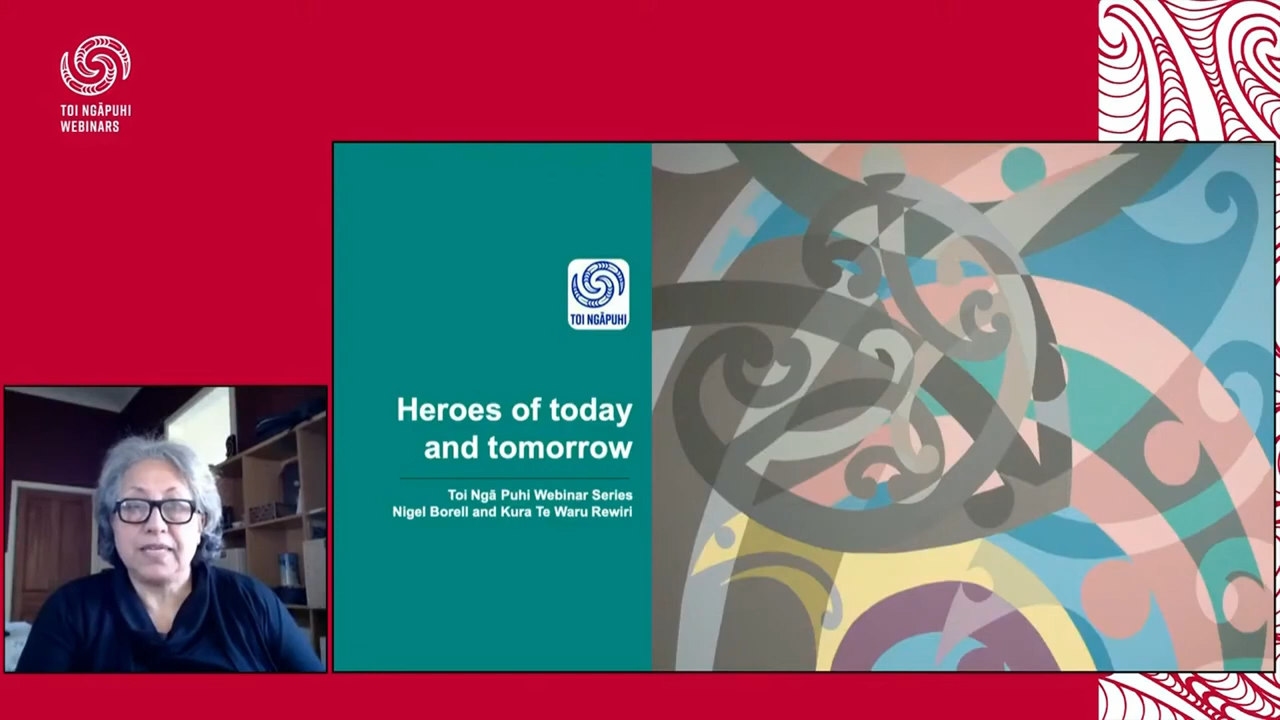 TOI NGĀPUHI
WEBINARS
TOI NGĀPUHI
Heroes of today
and tomorrow
Toi Ngā Puhi Webinar Series
Nigel Borell and Kura Te Waru Rewiri